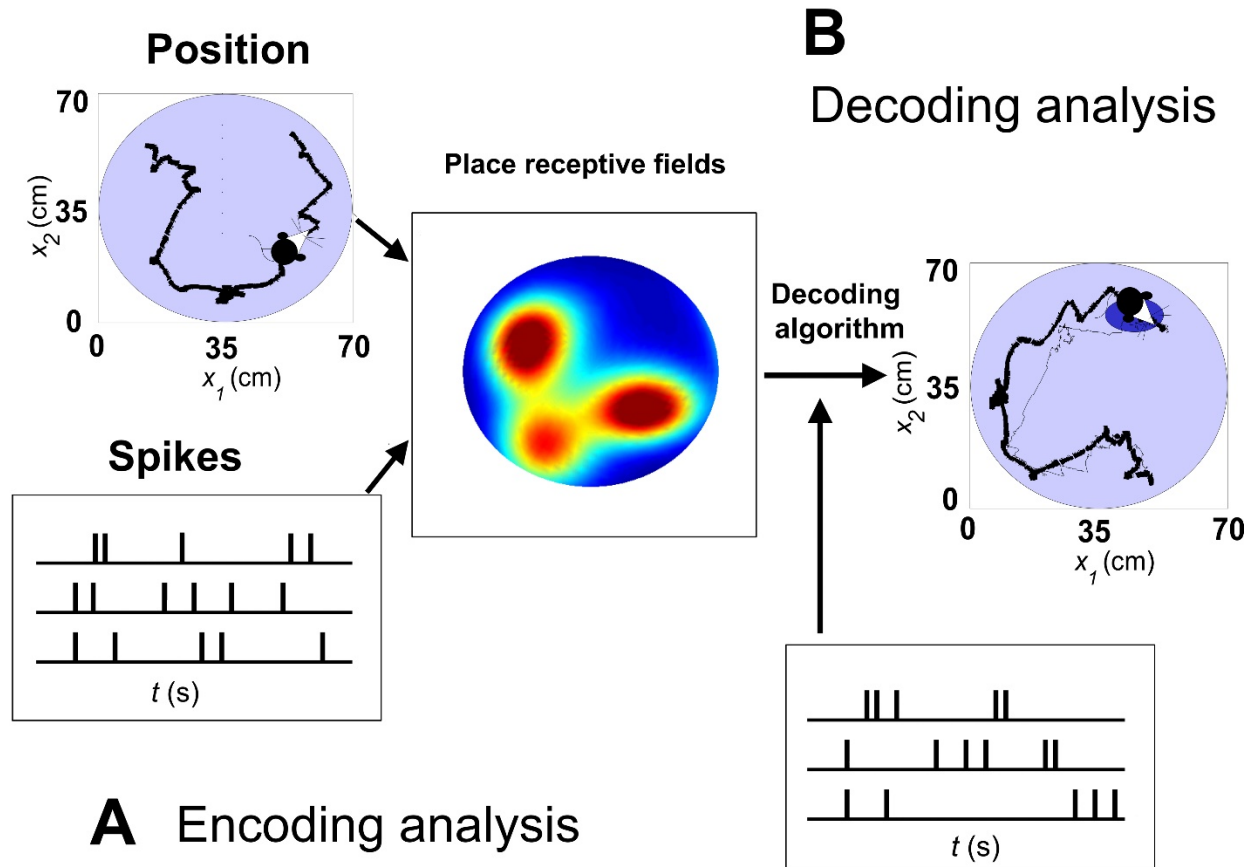 Position
70
35
0
x2 (cm)
0 35 70
x1 (cm)
Spikes
t (s)
A Encoding analysis
Place receptive fields
B
Decoding analysis
Decoding
algorithm
70
35
0
x2 (cm)
0 35 70
x1 (cm)
t (s)